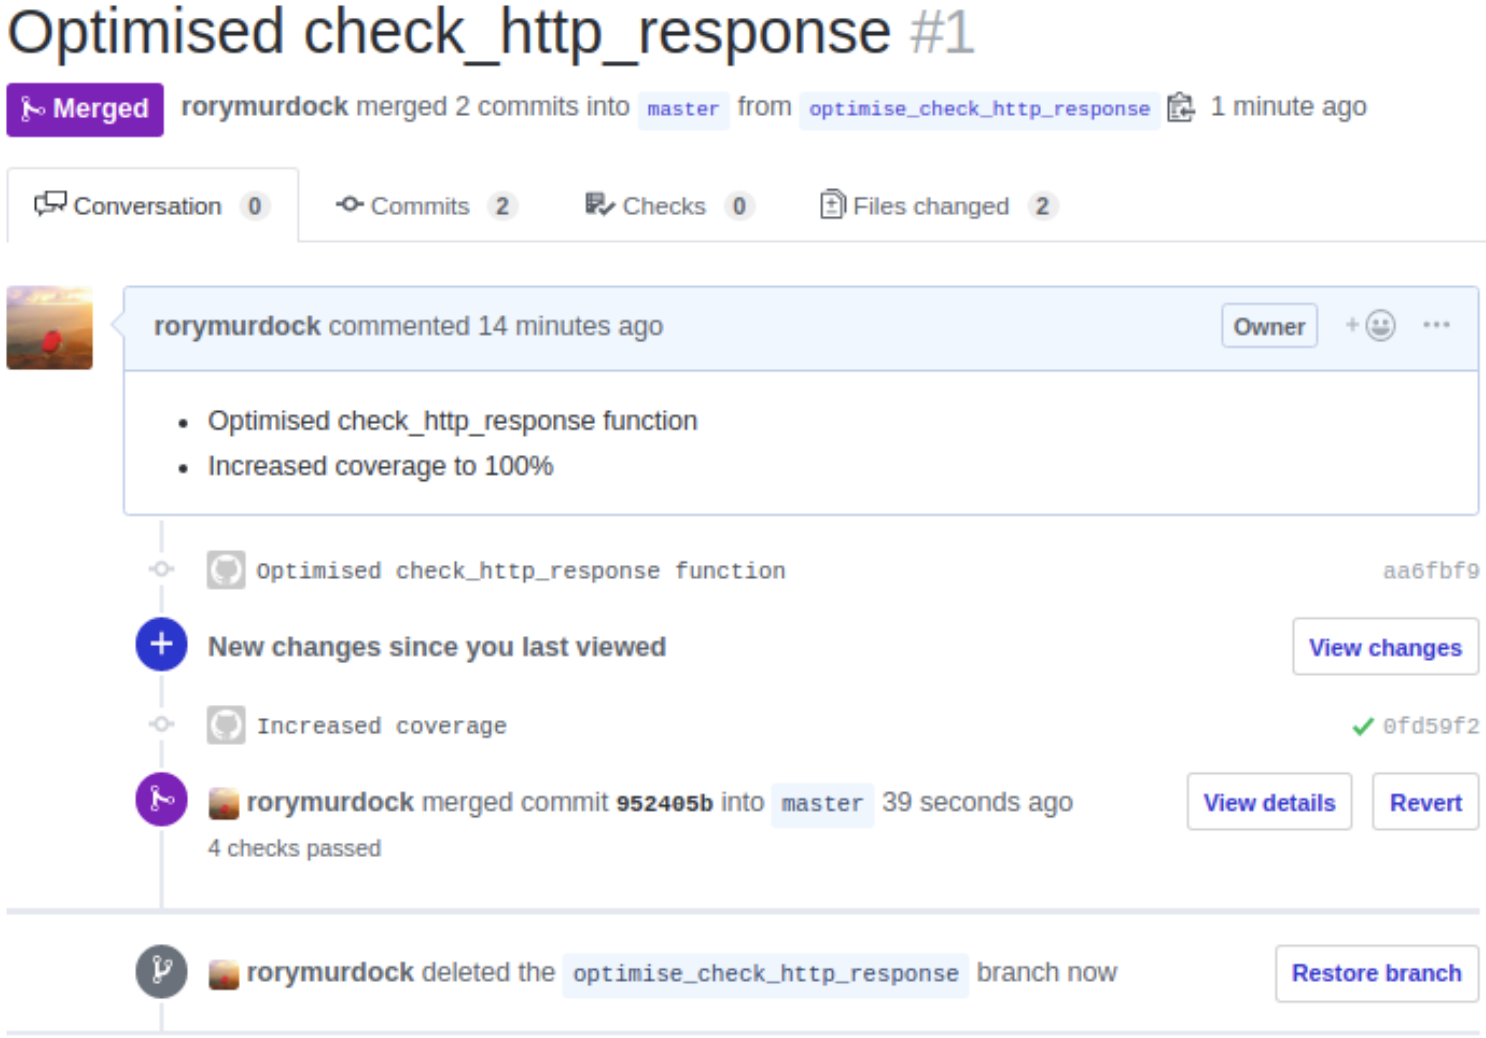 Optimised check_http_response #1
Merged rorymurdock merged 2 commits into master from optimise_check_http_response 1 minute ago
Conversation 0 Commits 2 Checks 0 Files changed 2
rorymurdock commented 14 minutes ago Owner + ...
• Optimised check_http_response function
• Increased coverage to 100%
Optimised check_http_response function aa6fbf9
New changes since you last viewed View changes
Increased coverage 0fd59f2
rorymurdock merged commit 952405b into master 39 seconds ago View details Revert
4 checks passed
rorymurdock deleted the optimise_check_http_response branch now Restore branch